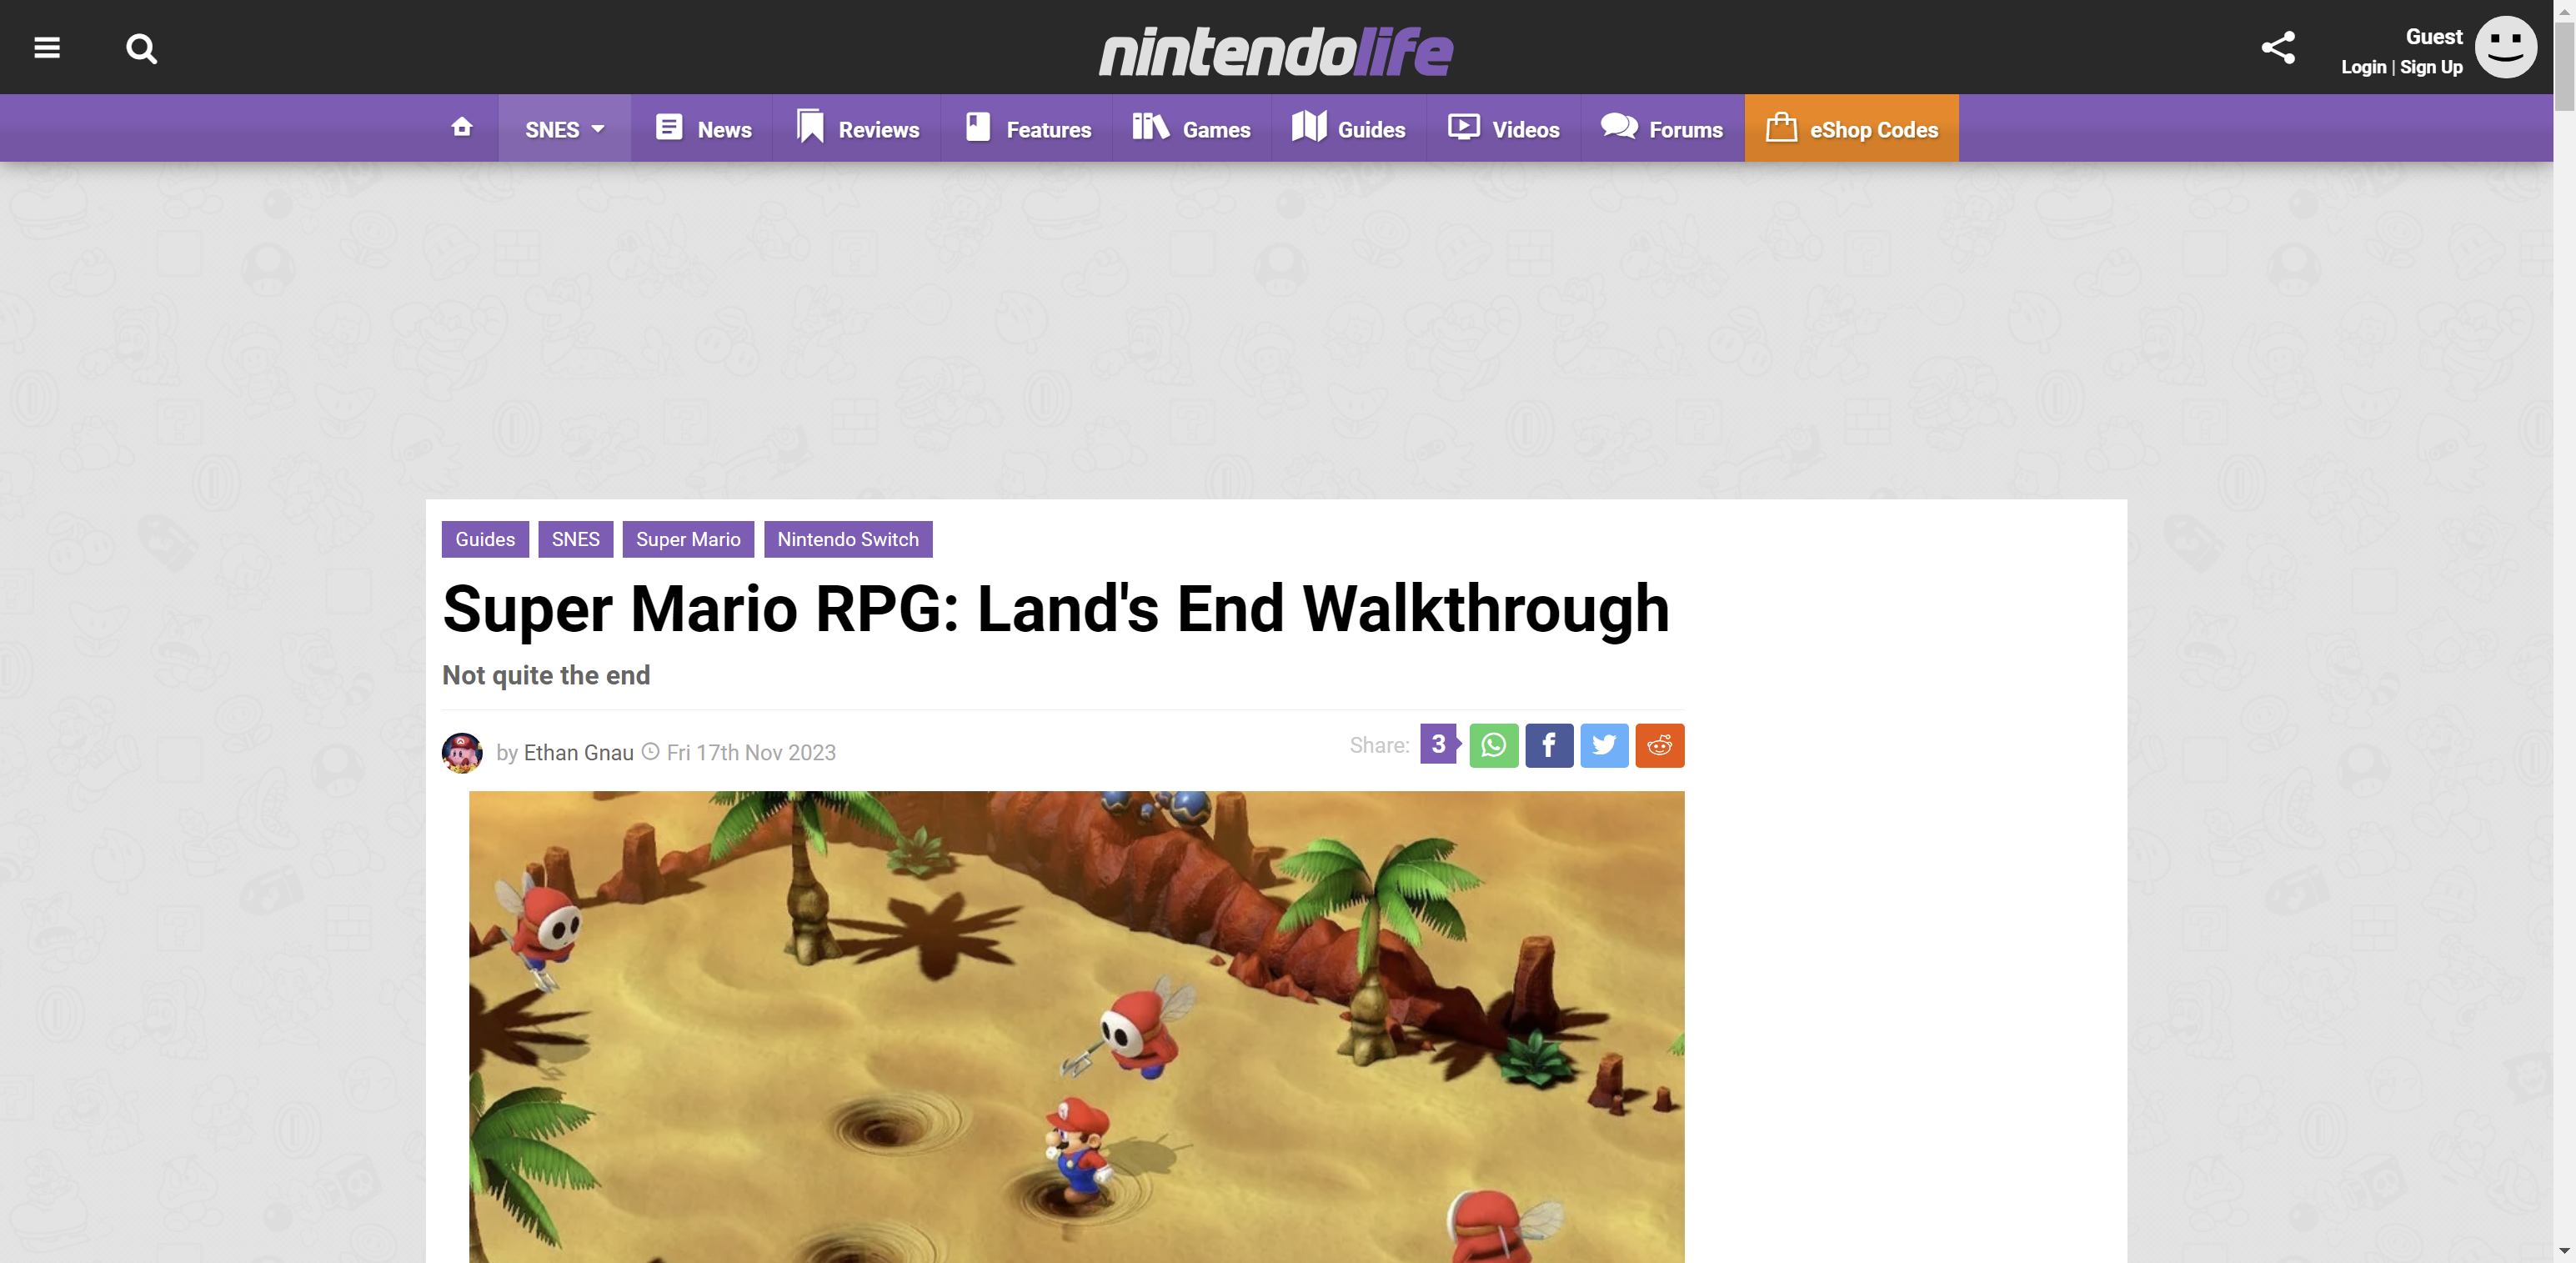 nintendolife
Guest
Login | Sign Up
SNES
News
Reviews
Features
Games
Guides
Videos
Forums
eShop Codes
Guides
SNES
Super Mario
Nintendo Switch
Super Mario RPG: Land's End Walkthrough
Not quite the end
by Ethan Gnau Fri 17th Nov 2023
Share: 3